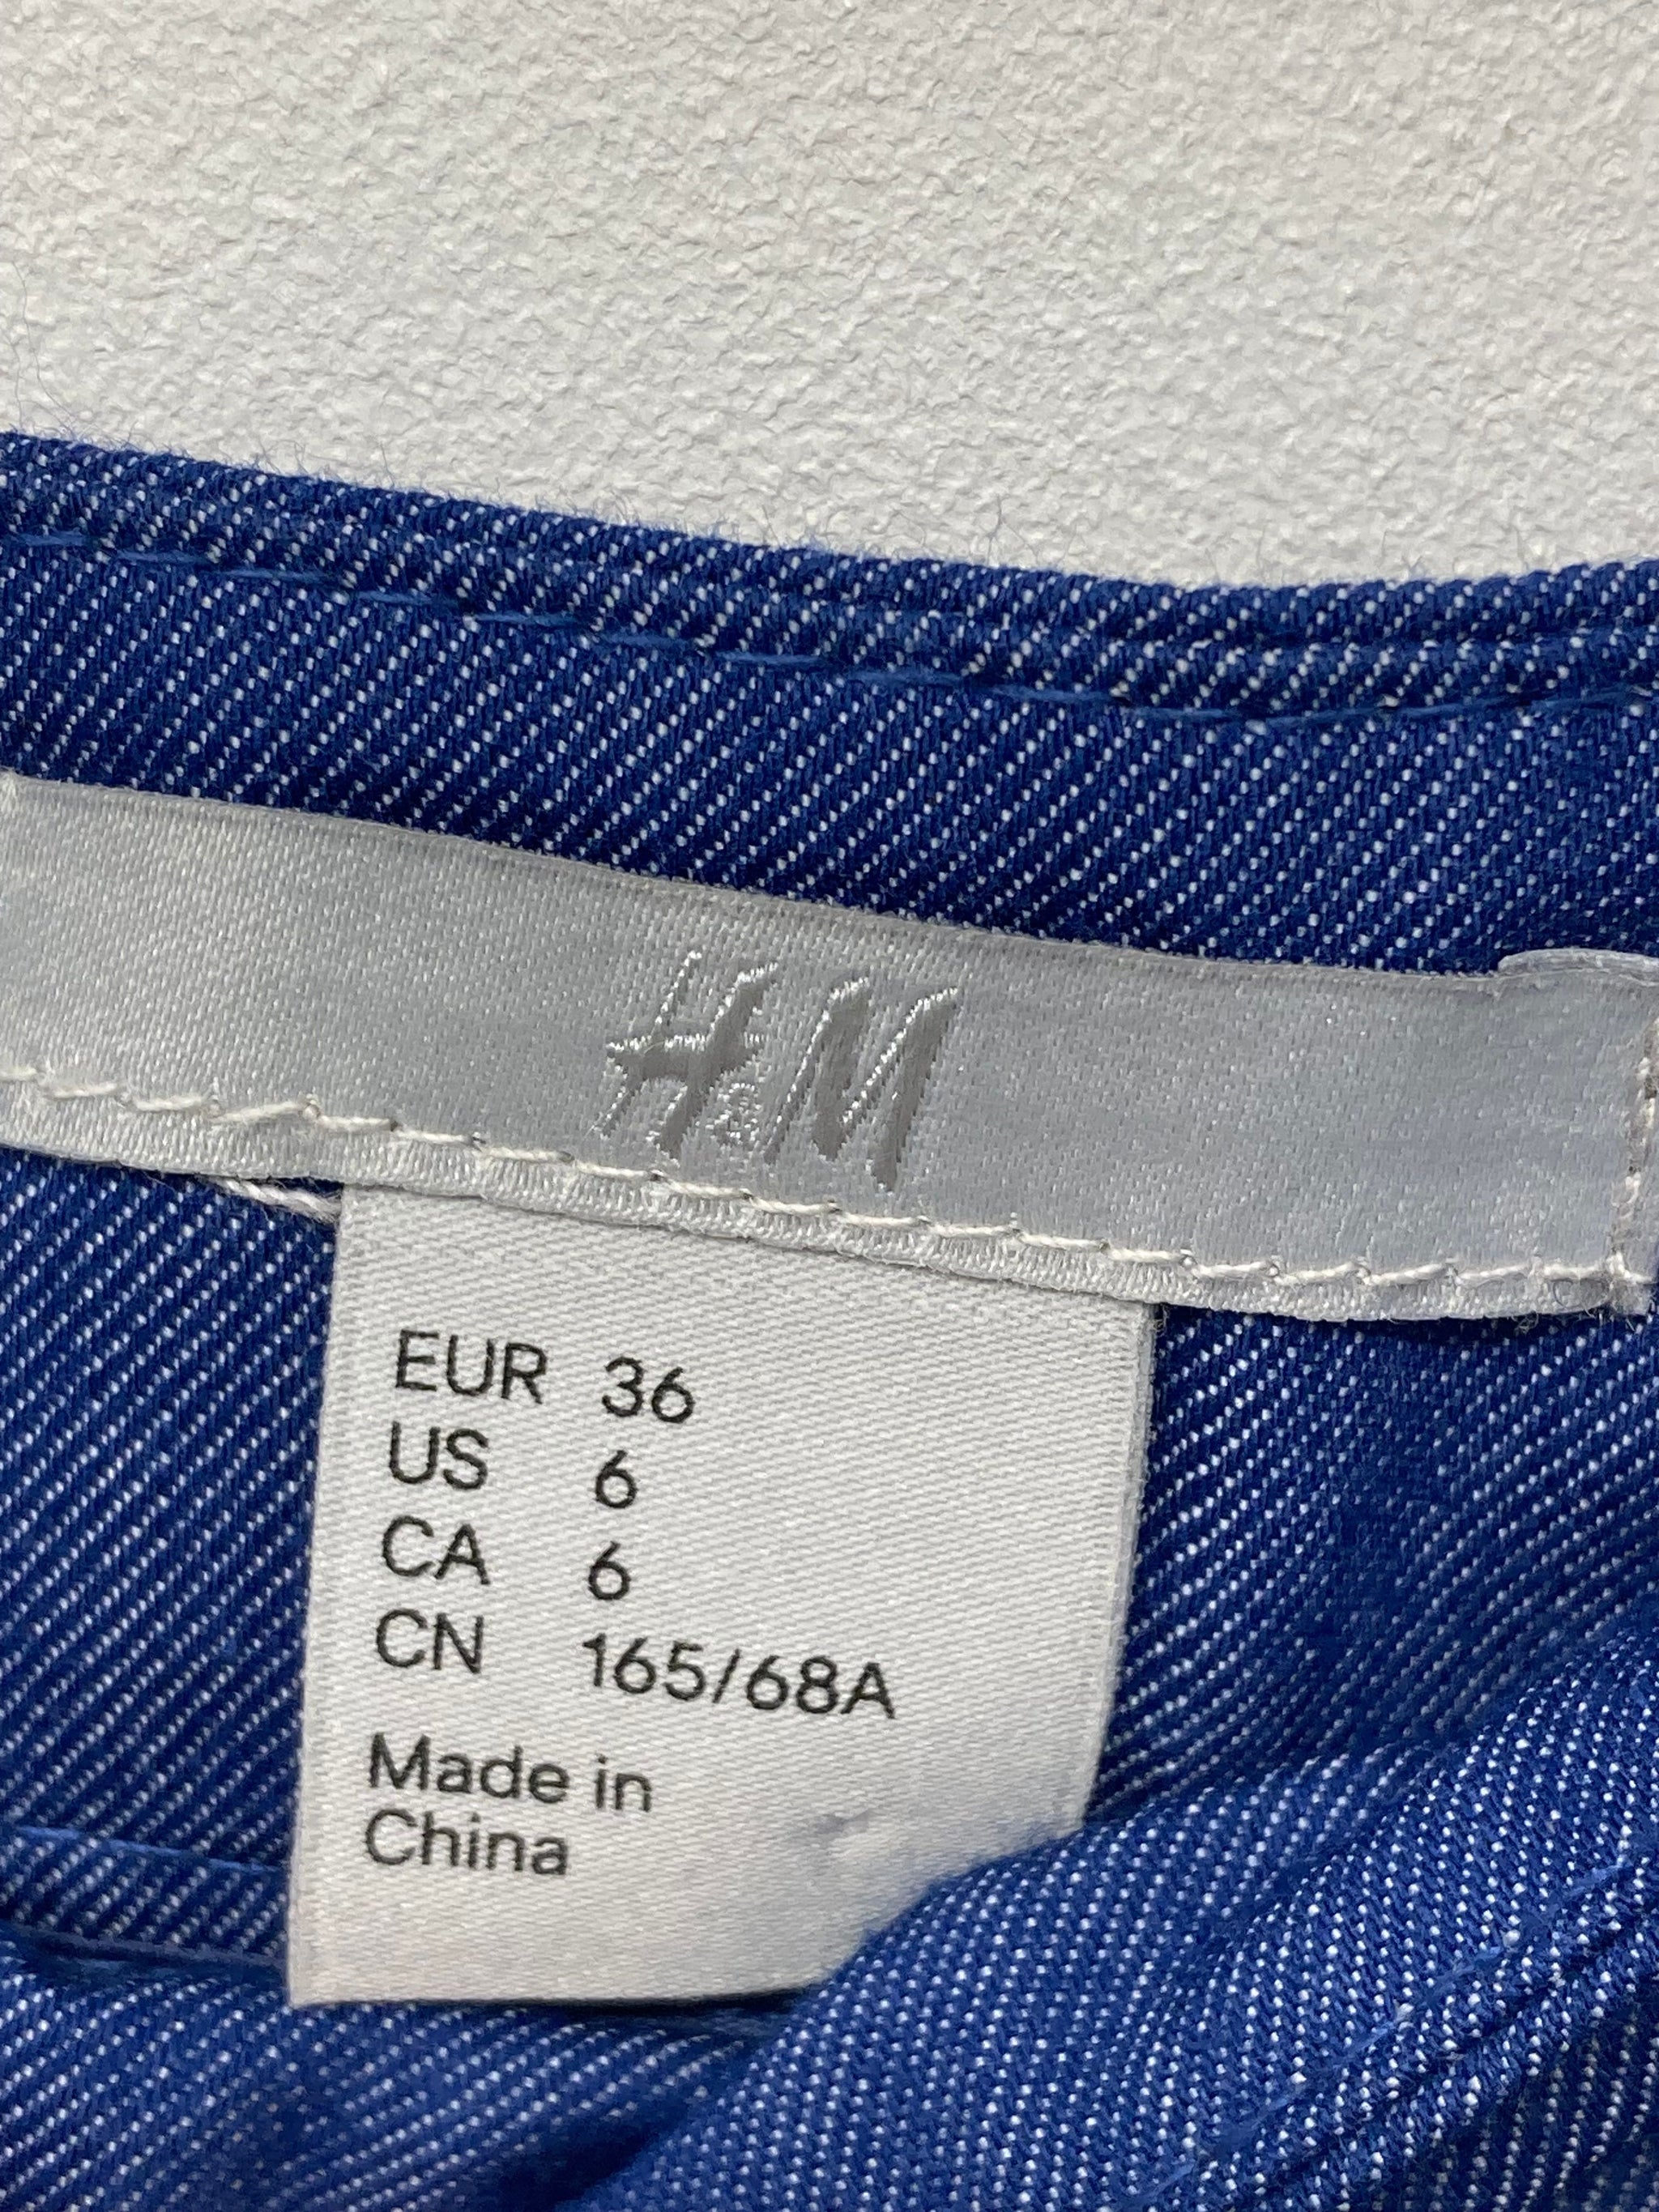 H&M
EUR 36
US 6
CA 6
CN 165/68A
Made in
China